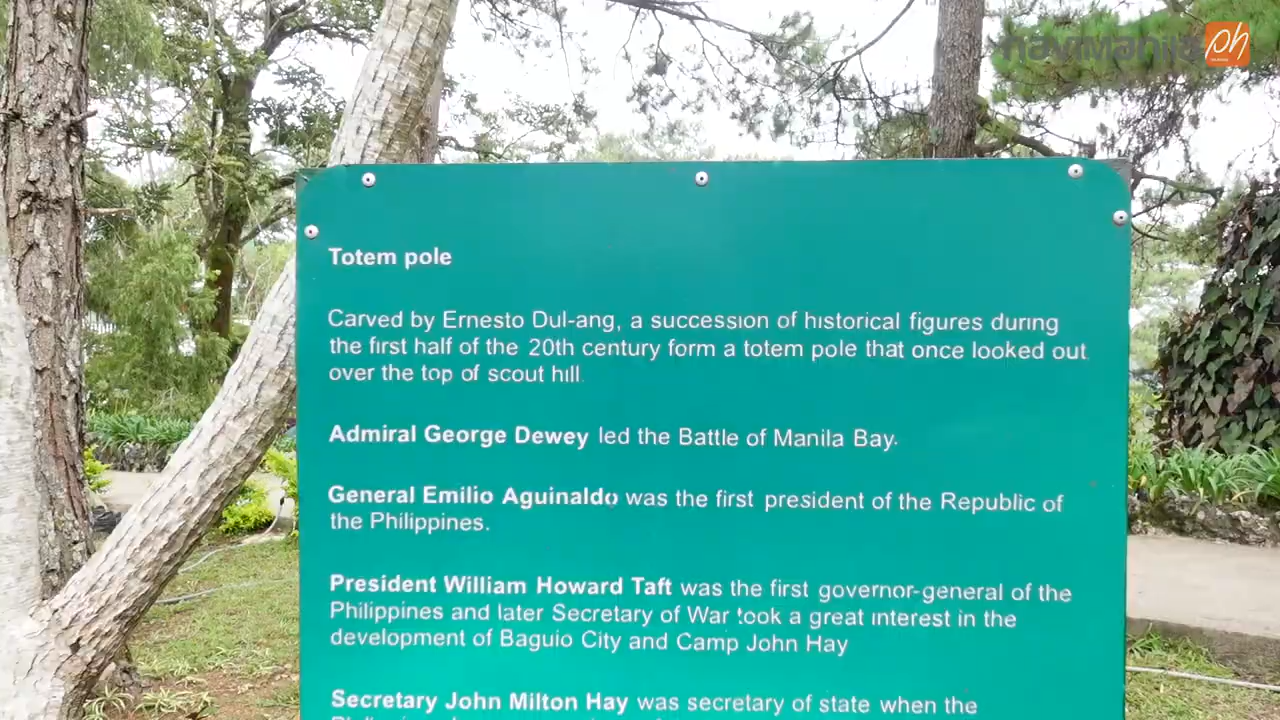 navimanila ph
Totem pole
Carved by Ernesto Dul-ang, a succession of historical figures during
the first half of the 20th century form a totem pole that once looked out
over the top of scout hill.
Admiral George Dewey led the Battle of Manila Bay.
General Emilio Aguinaldo was the first president of the Republic of
the Philippines.
President William Howard Taft was the first governor-general of the
Philippines and later Secretary of War took a great interest in the
development of Baguio City and Camp John Hay
Secretary John Milton Hay was secretary of state when the